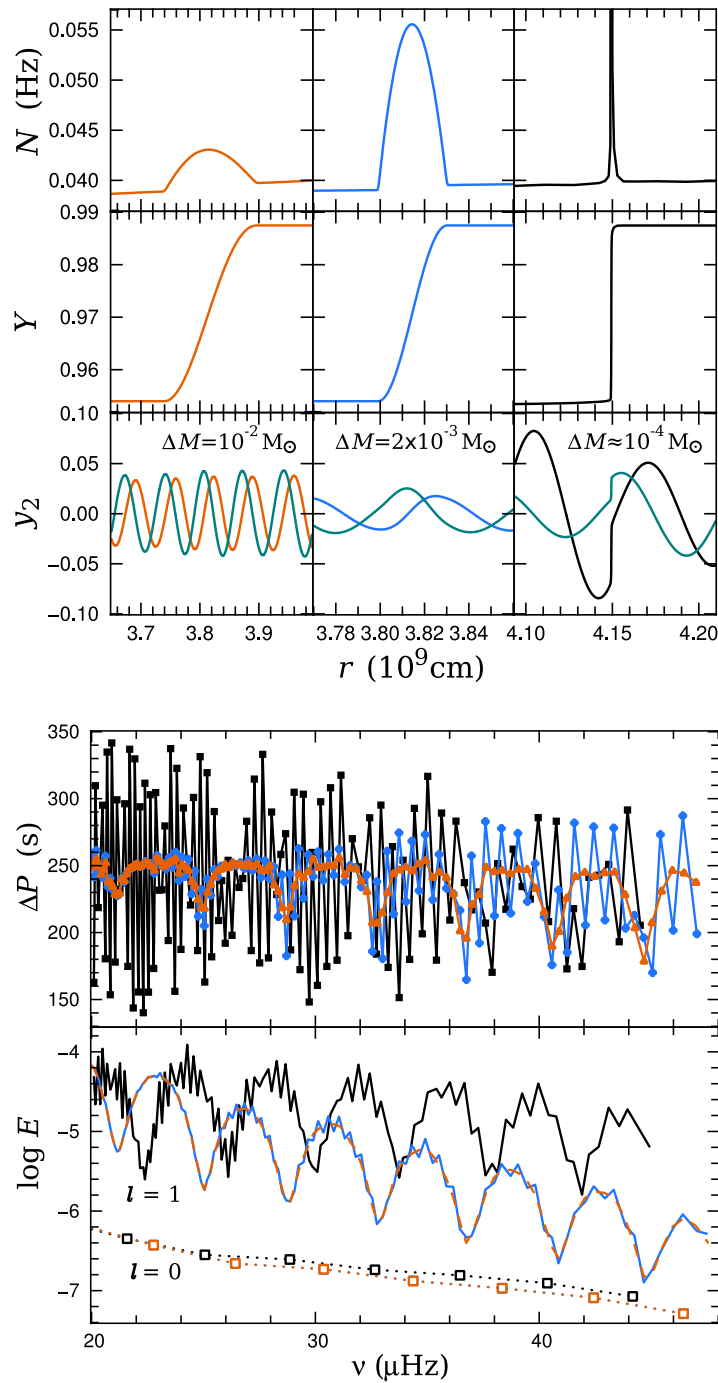 N (Hz)
0.055
0.050
0.045
0.040
Y
0.99
0.98
0.97
0.96
0.10
y₂
0.05
0.00
−0.05
−0.10
ΔM=10⁻² M⊙
ΔM=2x10⁻³ M⊙
ΔM≈10⁻⁴ M⊙
3.7 3.8 3.9 3.78 3.80 3.82 3.84 4.10 4.15 4.20
r (10⁹cm)
ΔP (s)
350
300
250
200
150
log E
−4
−5
−6
−7
l = 1
l = 0
20 30 40
ν (μHz)